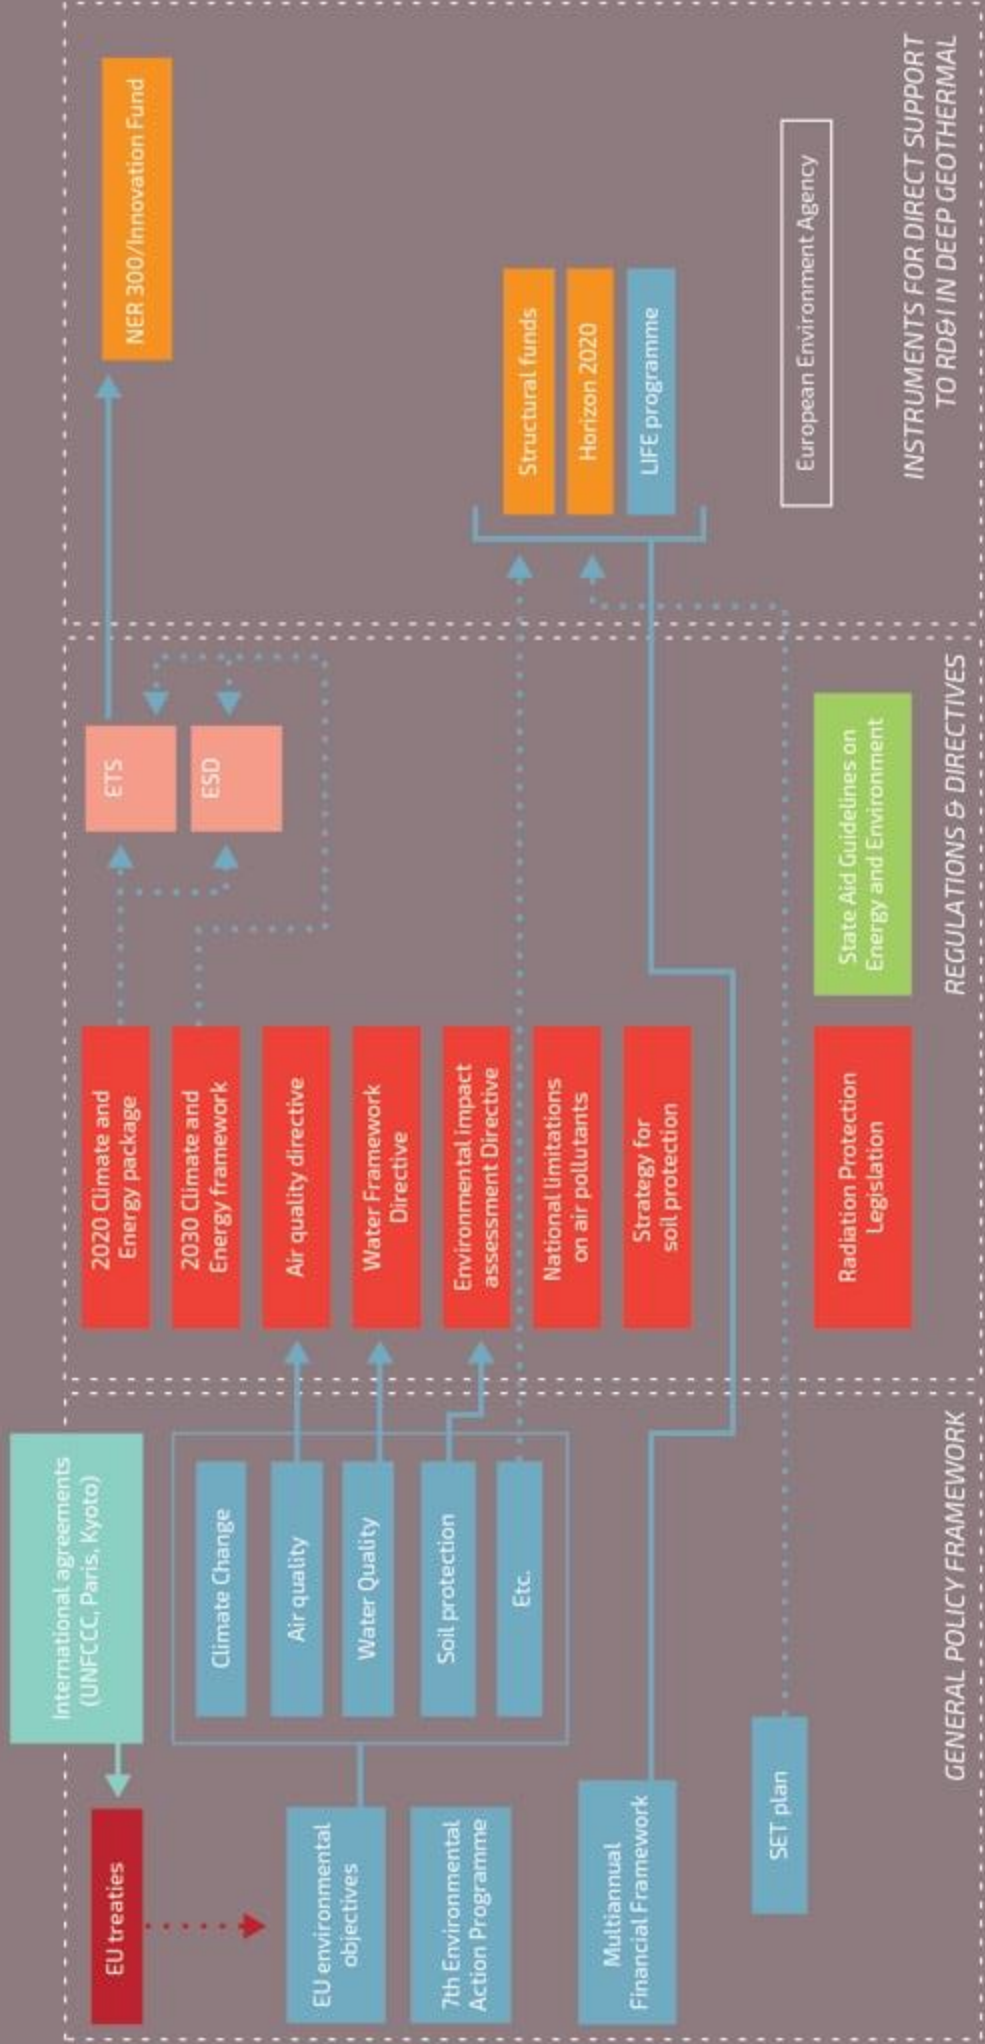 International agreements
(UNFCCC, Paris, Kyoto)
EU treaties
EU environmental
objectives
7th Environmental
Action Programme
Multiannual
Financial Framework
SET plan
Climate Change
Air quality
Water Quality
Soil protection
Etc.
GENERAL POLICY FRAMEWORK
2020 Climate and
Energy package
2030 Climate and
Energy framework
Air quality directive
Water Framework
Directive
Environmental impact
assessment Directive
National limitations
on air pollutants
Strategy for
soil protection
Radiation Protection
Legislation
ETS
ESD
State Aid Guidelines on
Energy and Environment
REGULATIONS & DIRECTIVES
NER 300/Innovation Fund
Structural funds
Horizon 2020
LIFE programme
European Environment Agency
INSTRUMENTS FOR DIRECT SUPPORT
TO RD&I IN DEEP GEOTHERMAL